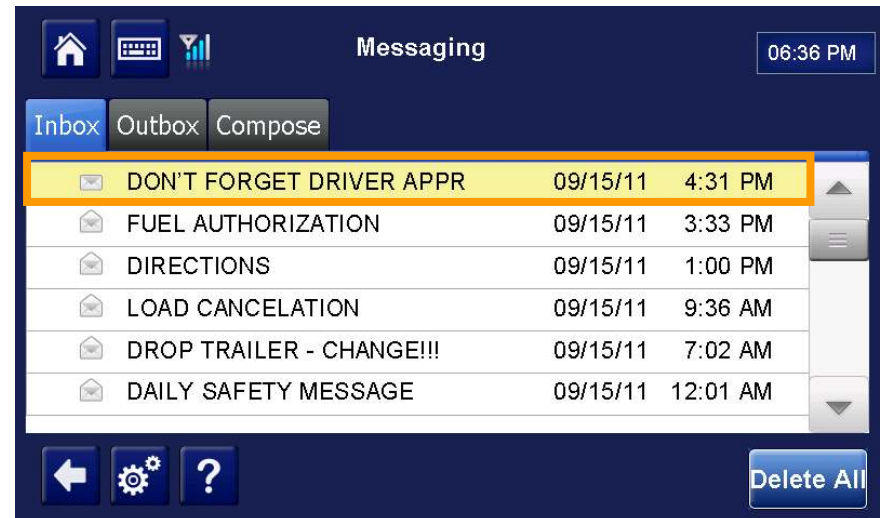 Messaging
06:36 PM
Inbox Outbox Compose
DON'T FORGET DRIVER APPR 09/15/11 4:31 PM
FUEL AUTHORIZATION 09/15/11 3:33 PM
DIRECTIONS 09/15/11 1:00 PM
LOAD CANCELATION 09/15/11 9:36 AM
DROP TRAILER - CHANGE!!! 09/15/11 7:02 AM
DAILY SAFETY MESSAGE 09/15/11 12:01 AM
?
Delete All